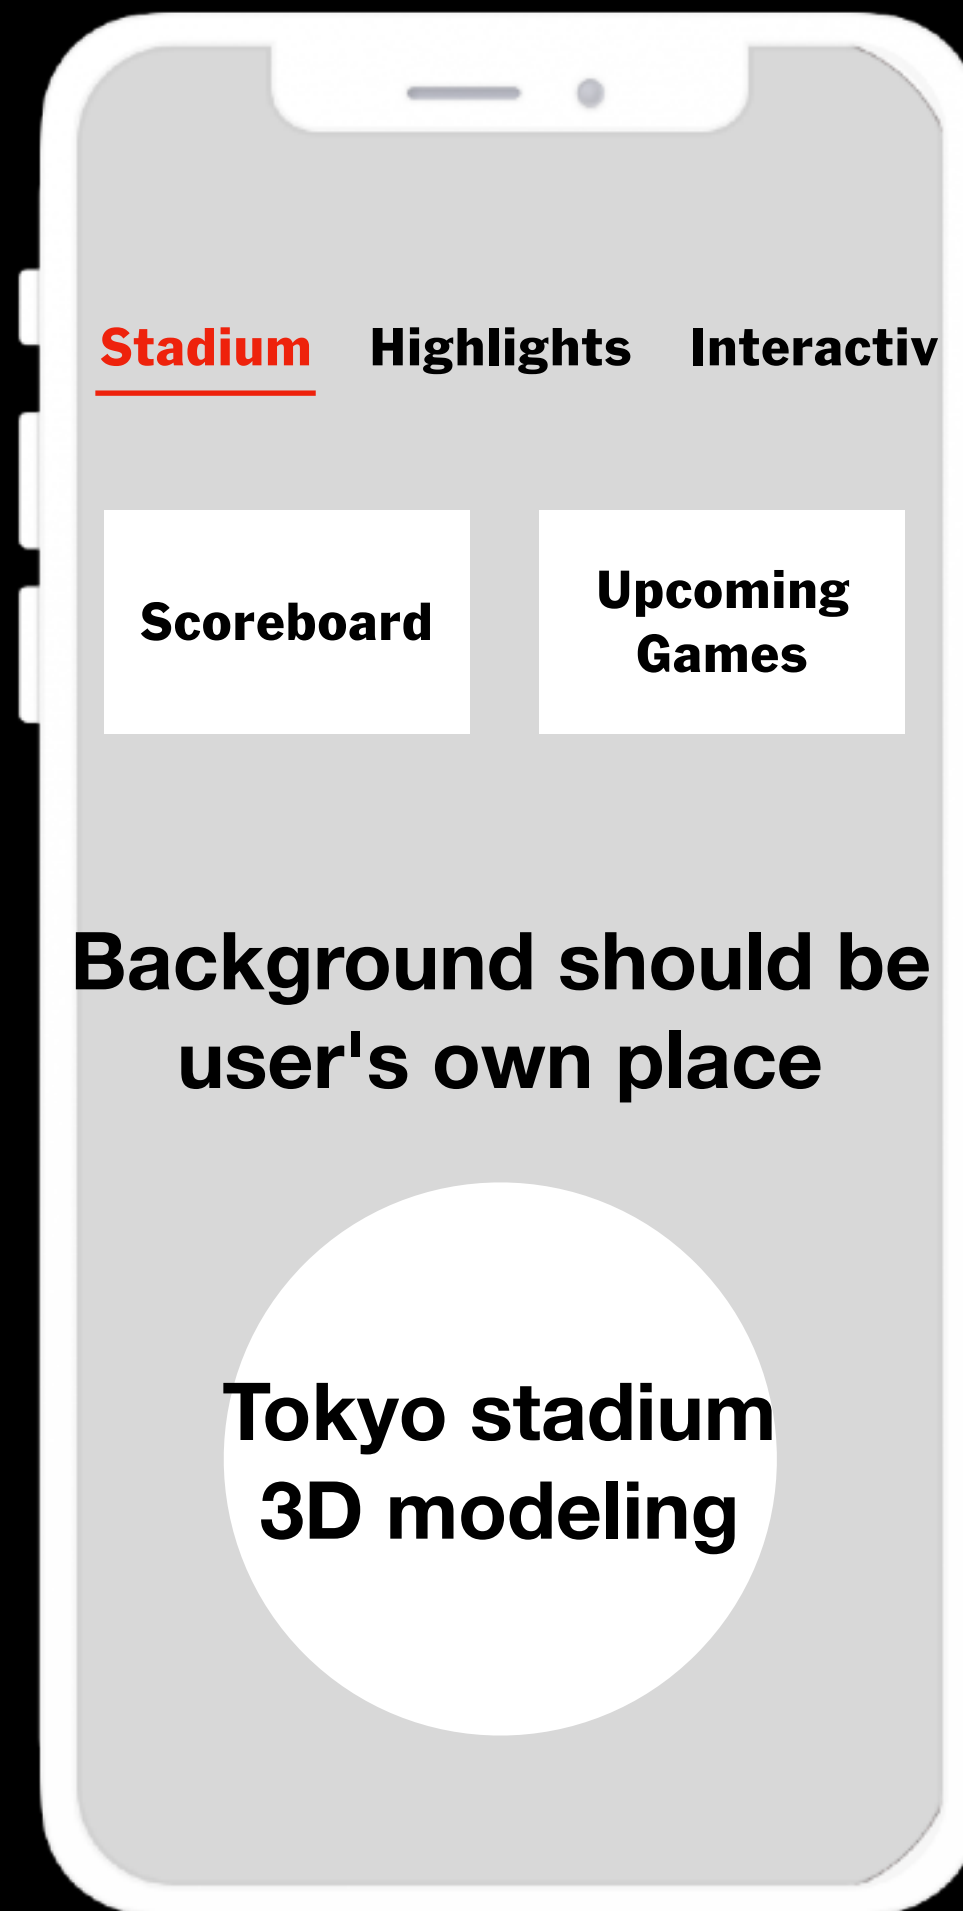 Stadium Highlights Interactiv
Scoreboard
Upcoming
Games
Background should be
user's own place
Tokyo stadium
3D modeling